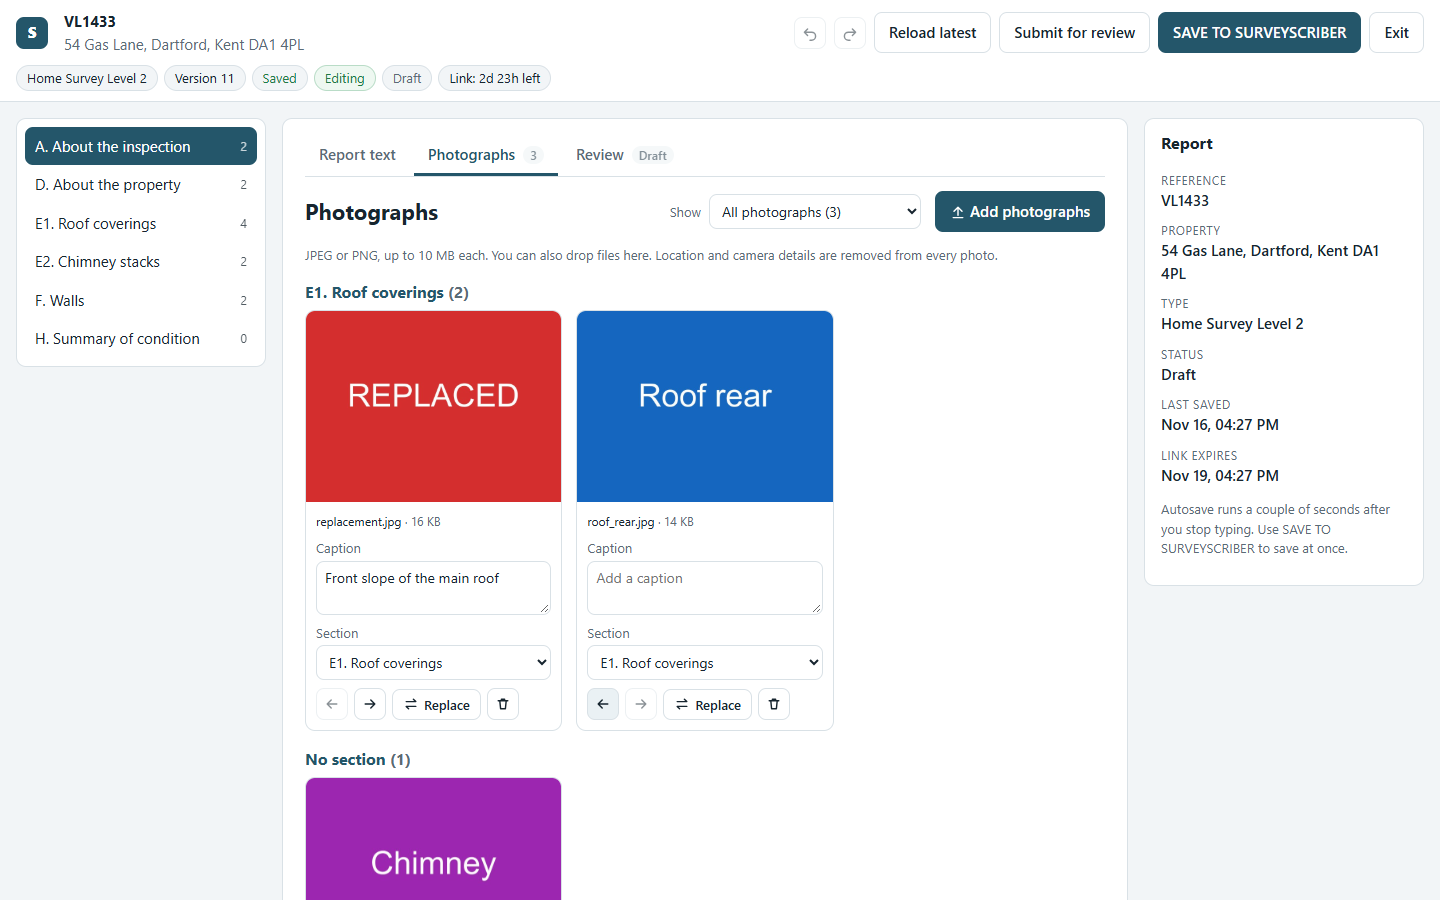 S
VL1433
54 Gas Lane, Dartford, Kent DA1 4PL
Reload latest
Submit for review
SAVE TO SURVEYSCRIBER
Exit
Home Survey Level 2
Version 11
Saved
Editing
Draft
Link: 2d 23h left
A. About the inspection 2
D. About the property 2
E1. Roof coverings 4
E2. Chimney stacks 2
F. Walls 2
H. Summary of condition 0
Report text
Photographs 3
Review Draft
Photographs
Show
All photographs (3)
Add photographs
JPEG or PNG, up to 10 MB each. You can also drop files here. Location and camera details are removed from every photo.
E1. Roof coverings (2)
REPLACED
replacement.jpg · 16 KB
Caption
Front slope of the main roof
Section
E1. Roof coverings
Replace
Roof rear
roof_rear.jpg · 14 KB
Caption
Add a caption
Section
E1. Roof coverings
Replace
No section (1)
Chimney
Report
REFERENCE
VL1433
PROPERTY
54 Gas Lane, Dartford, Kent DA1
4PL
TYPE
Home Survey Level 2
STATUS
Draft
LAST SAVED
Nov 16, 04:27 PM
LINK EXPIRES
Nov 19, 04:27 PM
Autosave runs a couple of seconds after
you stop typing. Use SAVE TO
SURVEYSCRIBER to save at once.